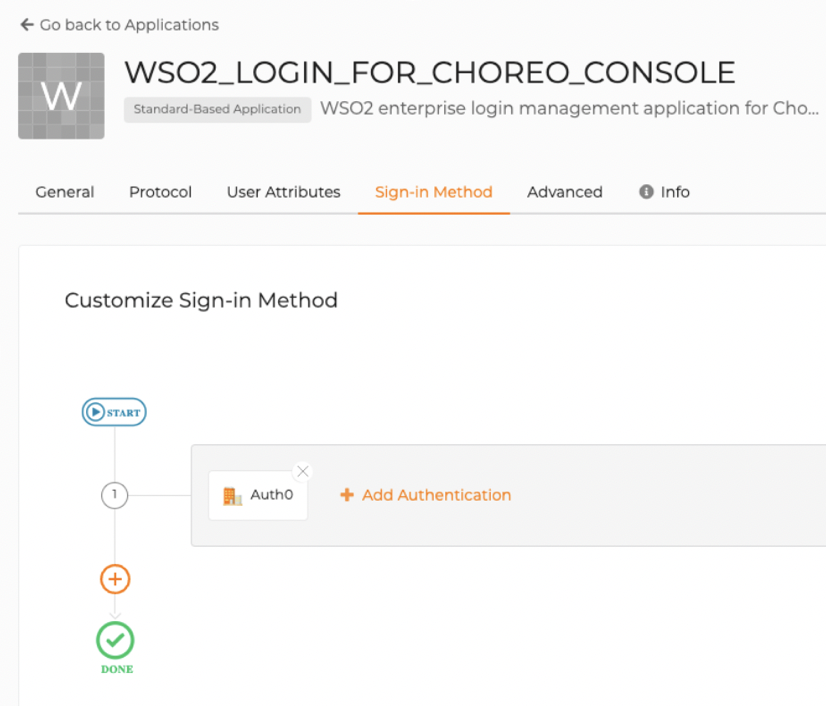 Go back to Applications
W
WSO2_LOGIN_FOR_CHOREO_CONSOLE
Standard-Based Application WSO2 enterprise login management application for Cho...
General Protocol User Attributes Sign-in Method Advanced Info
Customize Sign-in Method
START
1 Auth0 Add Authentication
DONE